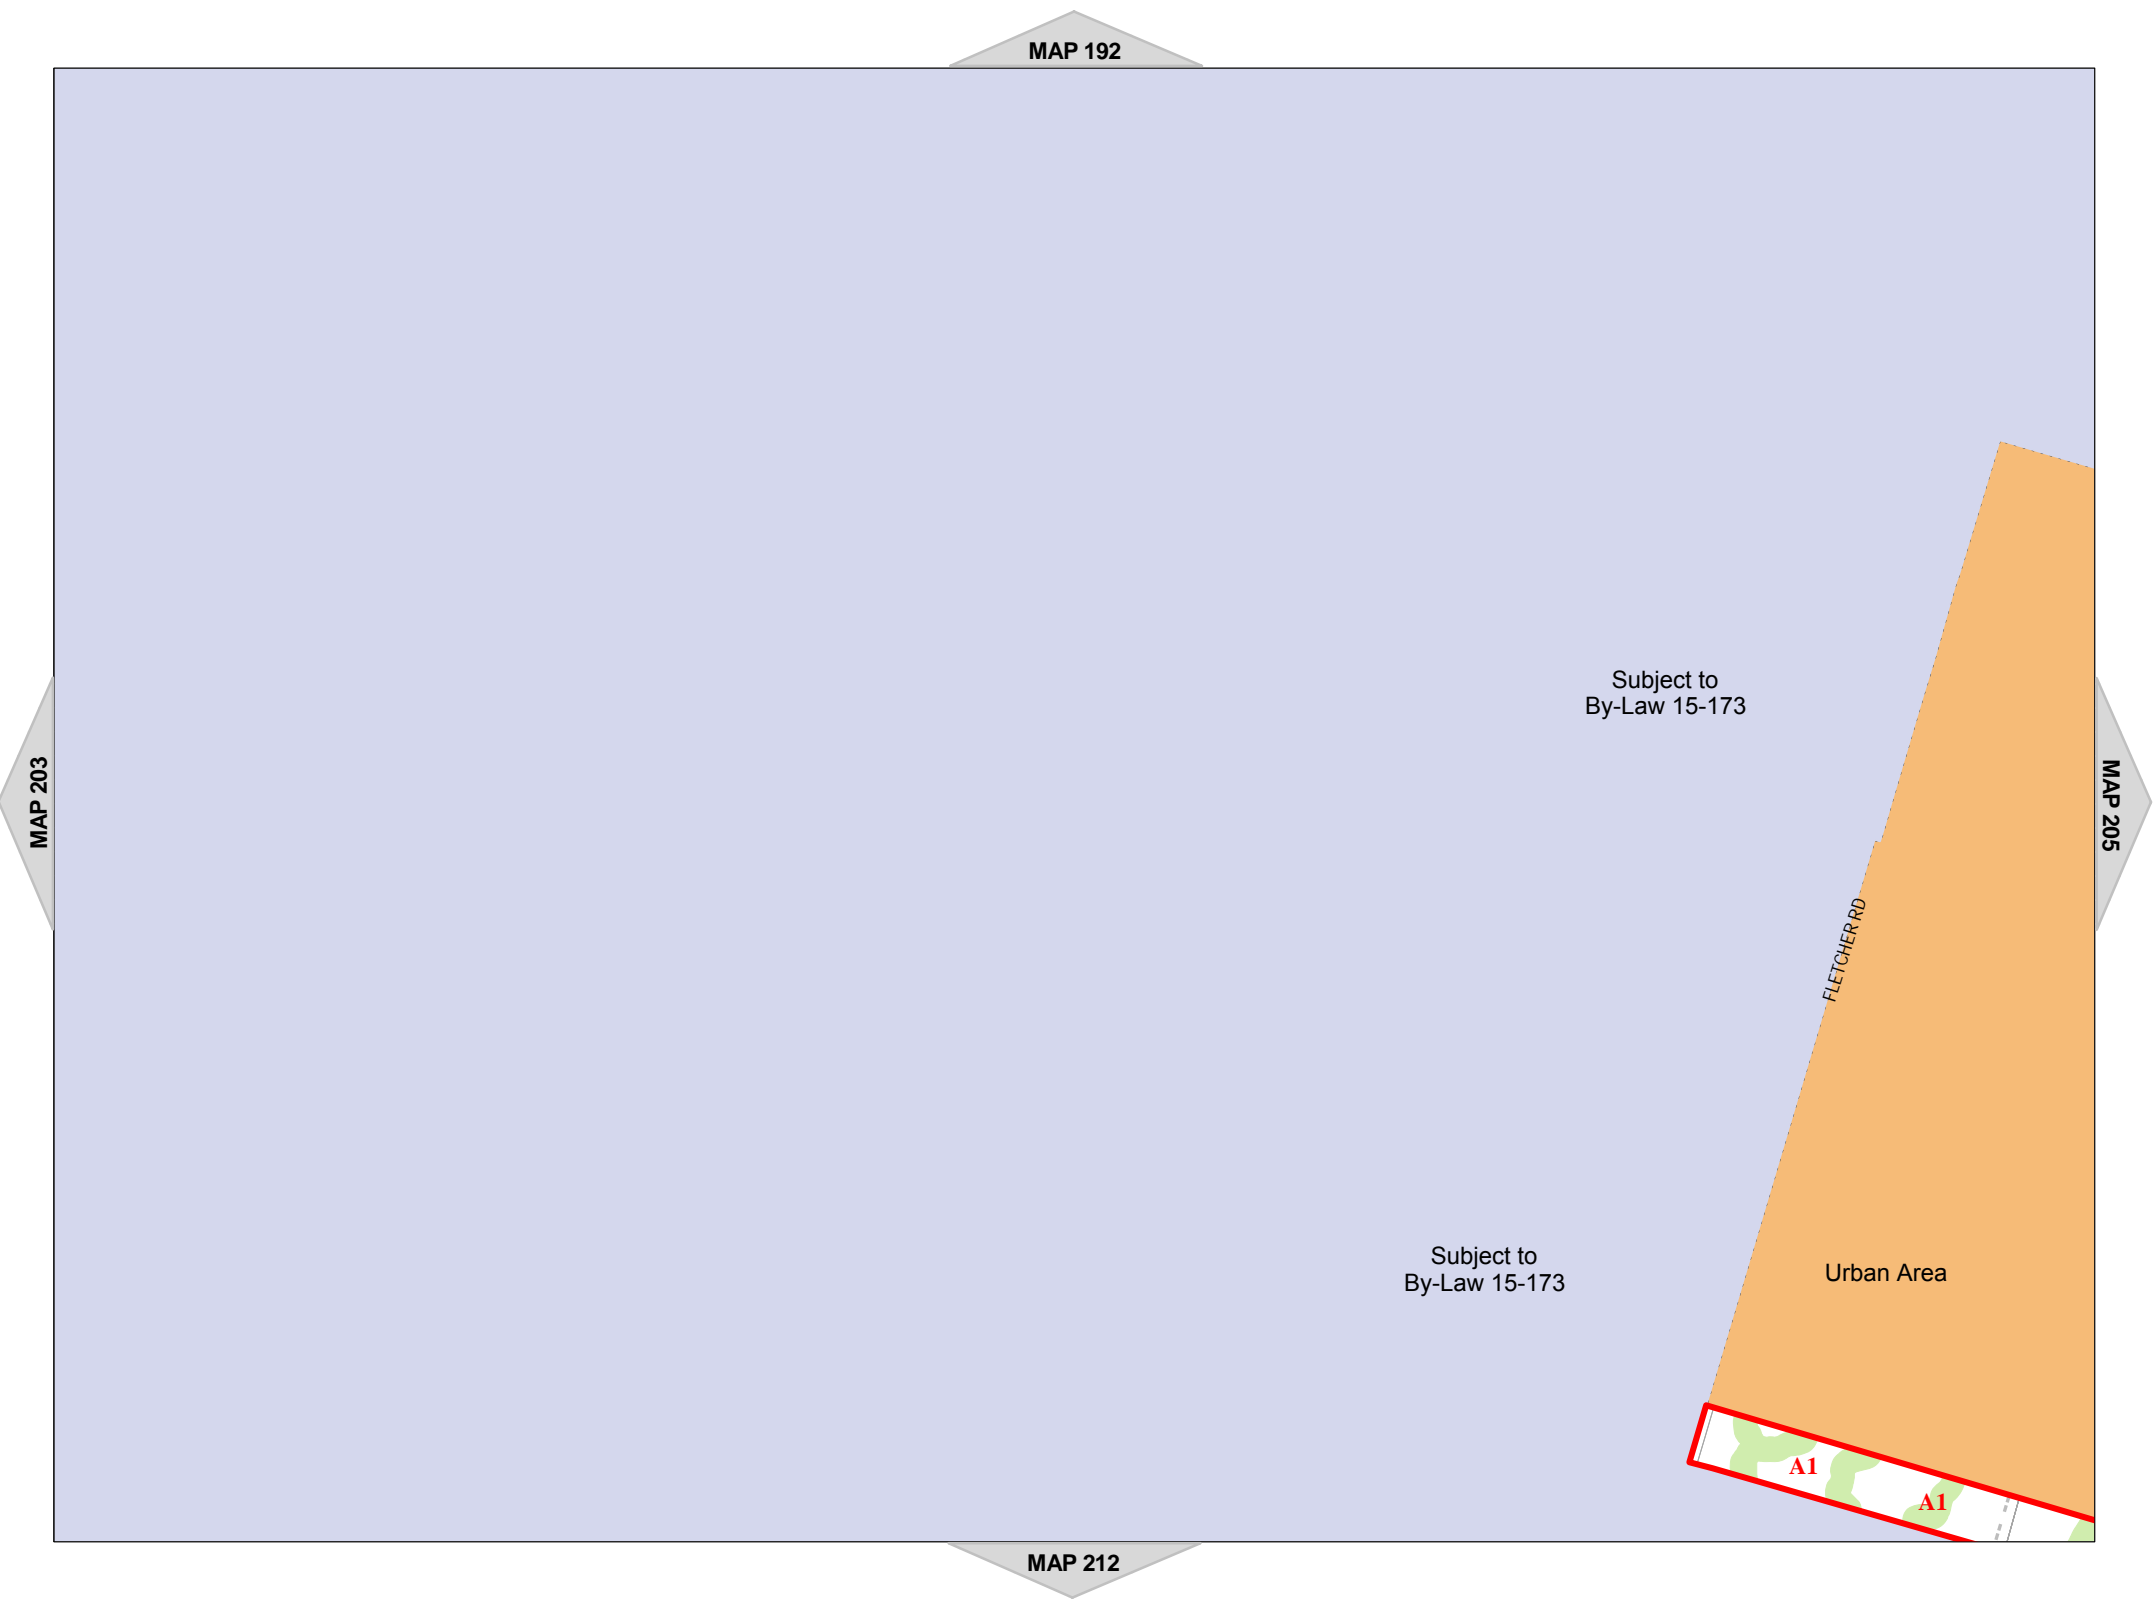 MAP 192
Subject to
By-Law 15-173
MAP 203
MAP 205
FLETCHER RD
Subject to
By-Law 15-173
Urban Area
A1
A1
MAP 212